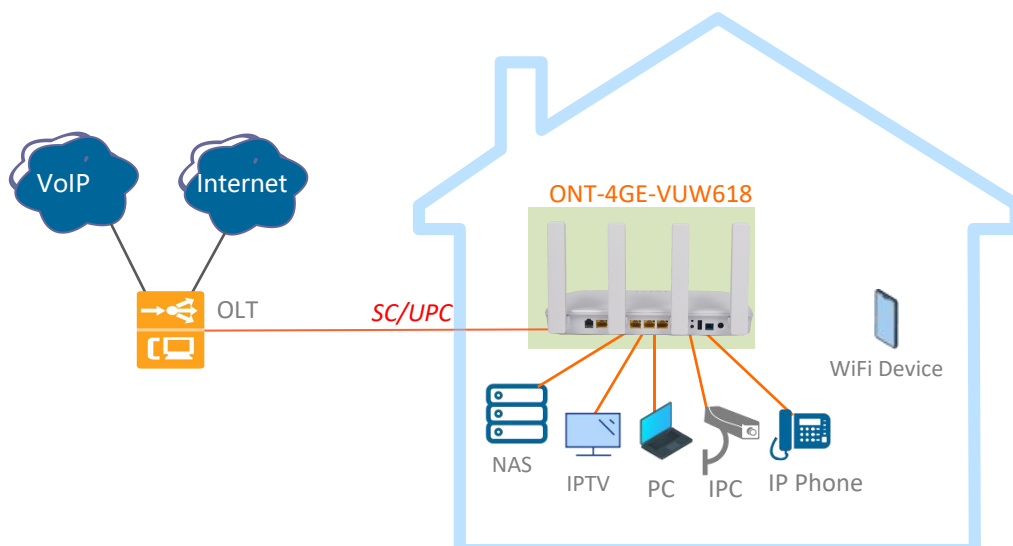 VoIP
Internet
ONT-4GE-VUW618
OLT
SC/UPC
WiFi Device
NAS
IPTV
PC
IPC
IP Phone